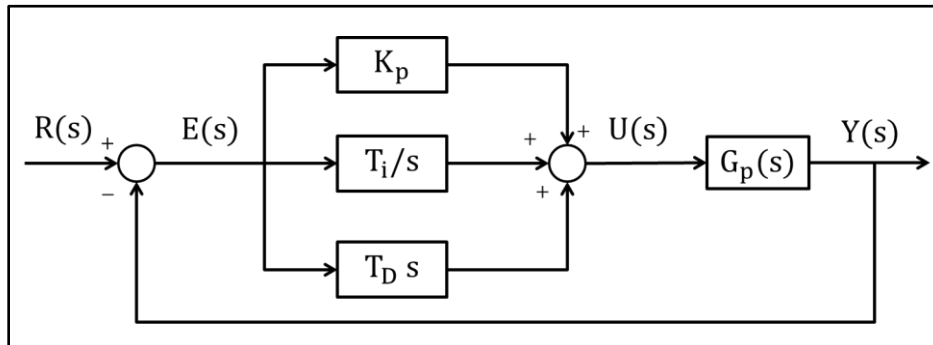 K_p
R(s) + E(s) + U(s) Y(s)
+ T_i/s G_p(s)
− +
T_D s